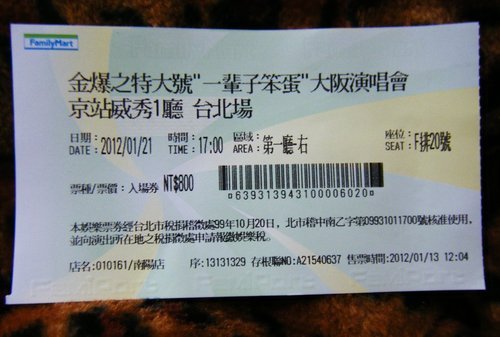 FamilyMart
金爆之特大號"一輩子笨蛋"大阪演唱會
京站威秀1廳 台北場
日期： 時間： 區域： 座位：
DATE：2012/01/21 TIME：17:00 AREA：第一廳-右 SEAT：F排20號
票種/票價：入場券 NT$800
*639313943100006020*
本娛樂票券經台北市稅捐稽徵處99年10月20日，北市稽中南乙字第09931011700號核准使用，
並向演出所在地之稅捐徵處申請報繳娛樂稅。
店名：010161/南陽店 序：13131329 存根聯NO：A21540637 售票時間：2012/01/13 12:04